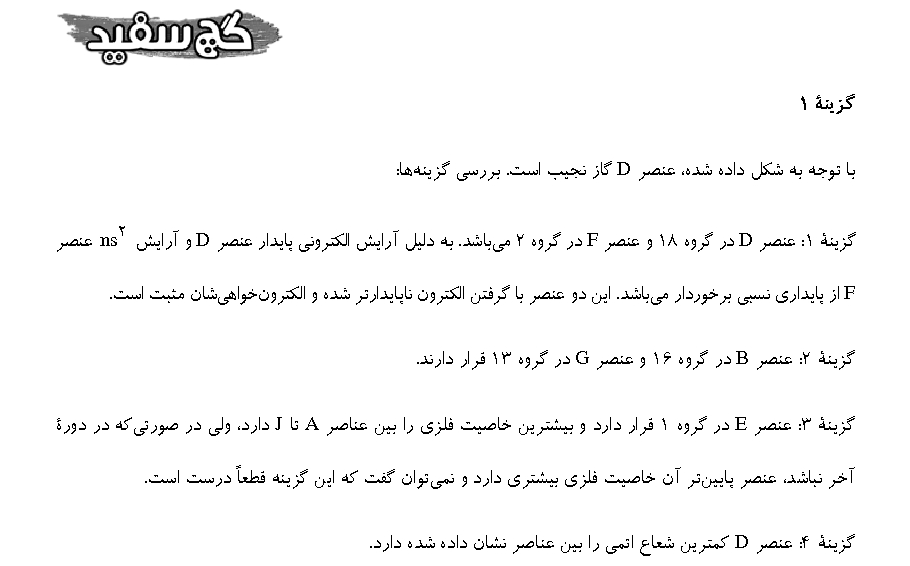 گچ سفید
گزینهٔ ۱
با توجه به شکل داده شده، عنصر D گاز نجیب است. بررسی گزینه‌ها:
گزینهٔ ۱: عنصر D در گروه ۱۸ و عنصر F در گروه ۲ می‌باشد. به دلیل آرایش الکترونی پایدار عنصر D و آرایش ns² عنصر
F از پایداری نسبی برخوردار می‌باشد. این دو عنصر با گرفتن الکترون ناپایدارتر شده و الکترون‌خواهی‌شان مثبت است.
گزینهٔ ۲: عنصر B در گروه ۱۶ و عنصر G در گروه ۱۳ قرار دارند.
گزینهٔ ۳: عنصر E در گروه ۱ قرار دارد و بیشترین خاصیت فلزی را بین عناصر A تا J دارد، ولی در صورتی‌که در دورهٔ
آخر نباشد، عنصر پایین‌تر آن خاصیت فلزی بیشتری دارد و نمی‌توان گفت که این گزینه قطعاً درست است.
گزینهٔ ۴: عنصر D کمترین شعاع اتمی را بین عناصر نشان داده شده دارد.